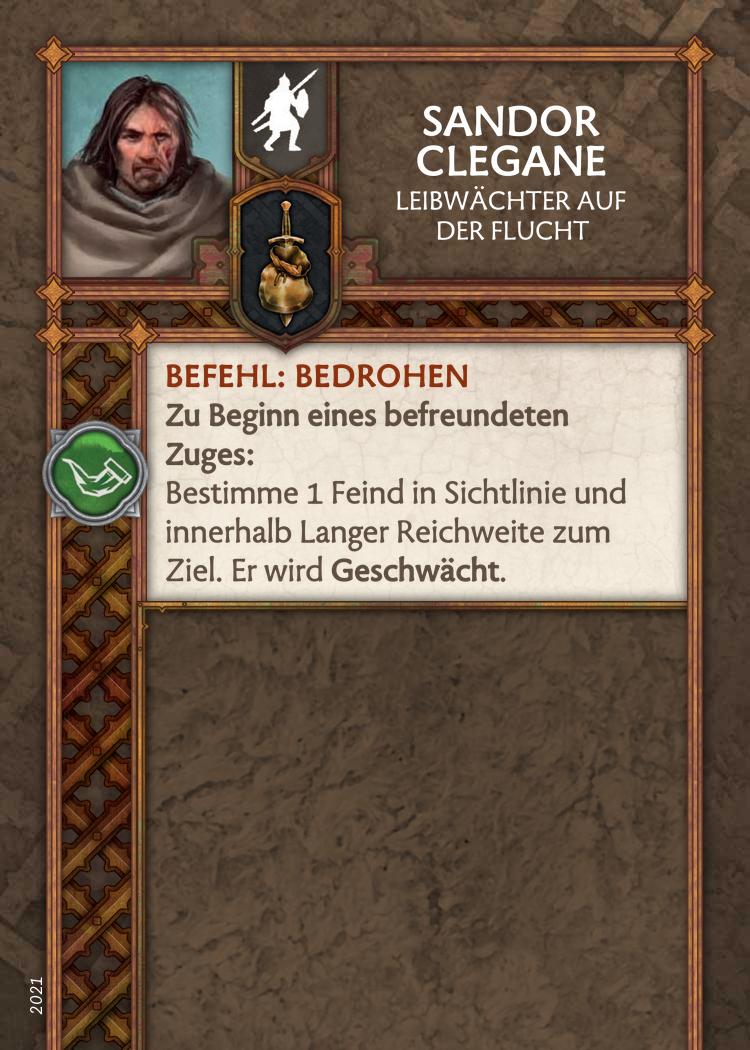 SANDOR
CLEGANE
LEIBWÄCHTER AUF
DER FLUCHT
BEFEHL: BEDROHEN
Zu Beginn eines befreundeten
Zuges:
Bestimme 1 Feind in Sichtlinie und
innerhalb Langer Reichweite zum
Ziel. Er wird Geschwächt.
2021